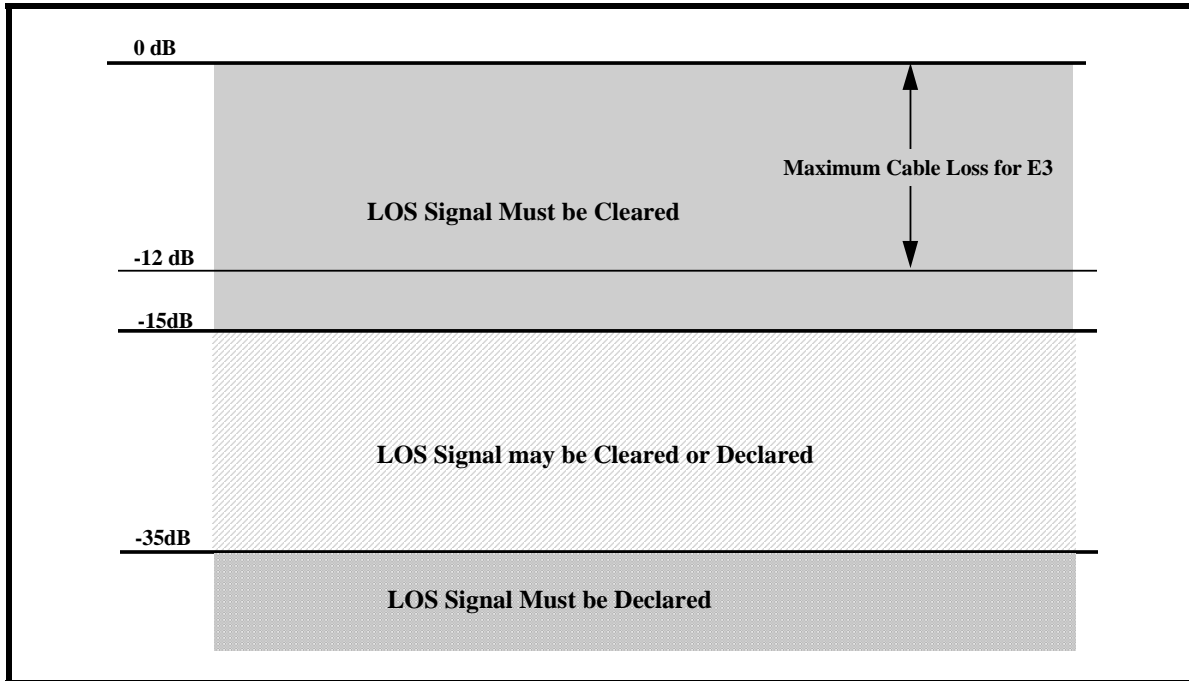 0 dB
Maximum Cable Loss for E3
LOS Signal Must be Cleared
-12 dB
-15dB
LOS Signal may be Cleared or Declared
-35dB
LOS Signal Must be Declared